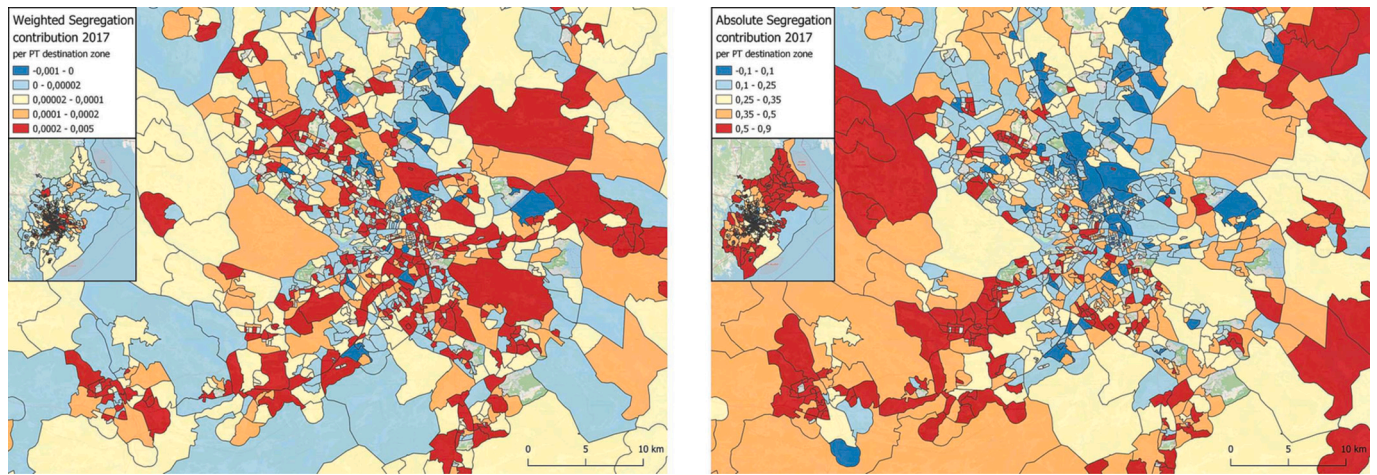 Weighted Segregation
contribution 2017
per PT destination zone
-0,001 - 0
0 - 0,00002
0,00002 - 0,0001
0,0001 - 0,0002
0,0002 - 0,005
0 5 10 km
Absolute Segregation
contribution 2017
per PT destination zone
-0,1 - 0,1
0,1 - 0,25
0,25 - 0,35
0,35 - 0,5
0,5 - 0,9
0 5 10 km